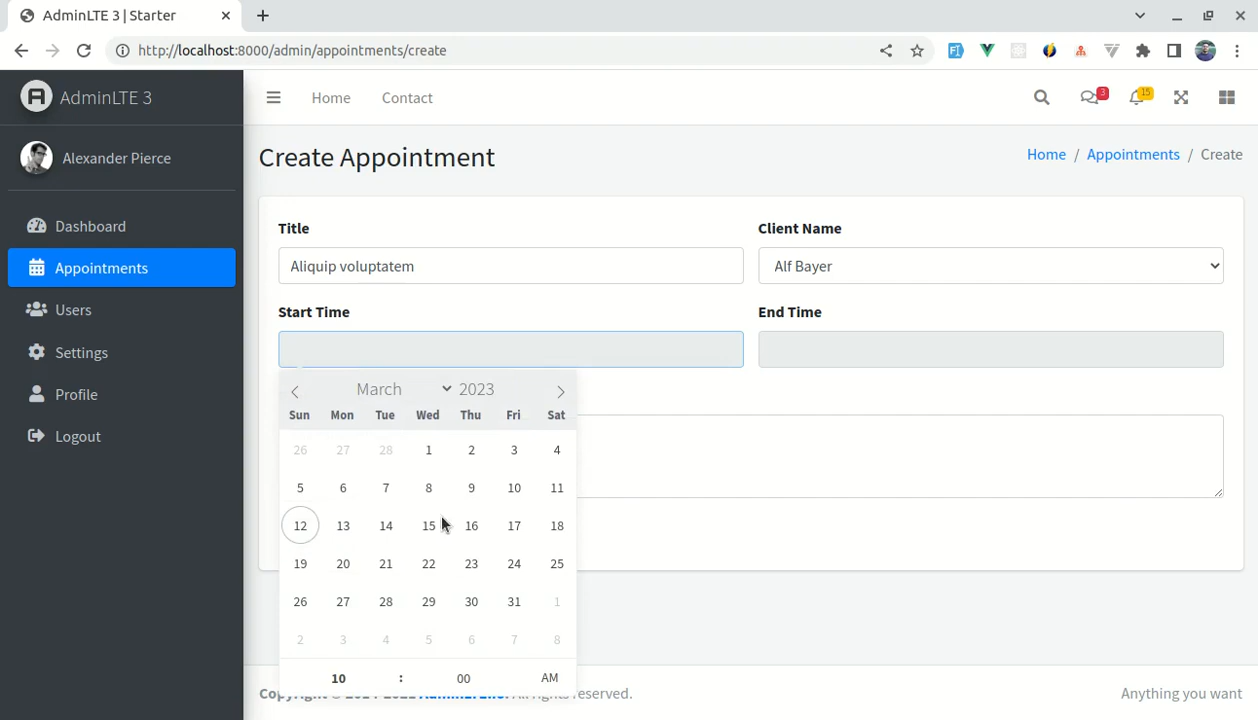 AdminLTE 3 | Starter
http://localhost:8000/admin/appointments/create
AdminLTE 3
Home
Contact
3
15
Alexander Pierce
Create Appointment
Home / Appointments / Create
Dashboard
Appointments
Users
Settings
Profile
Logout
Title
Client Name
Aliquip voluptatem
Alf Bayer
Start Time
End Time
March 2023
Sun Mon Tue Wed Thu Fri Sat
26 27 28 1 2 3 4
5 6 7 8 9 10 11
12 13 14 15 16 17 18
19 20 21 22 23 24 25
26 27 28 29 30 31 1
2 3 4 5 6 7 8
10 : 00 AM
reserved.
Anything you want